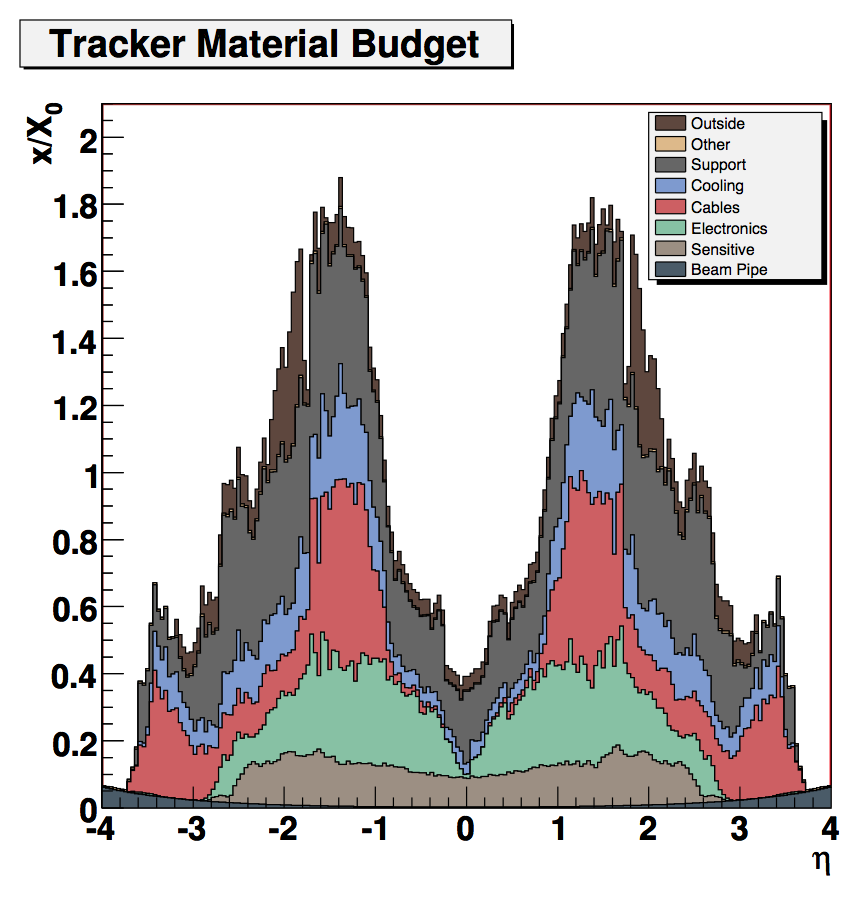 Tracker Material Budget
x/X0
2
1.8
1.6
1.4
1.2
1
0.8
0.6
0.4
0.2
0
Outside
Other
Support
Cooling
Cables
Electronics
Sensitive
Beam Pipe
-4 -3 -2 -1 0 1 2 3 4
η